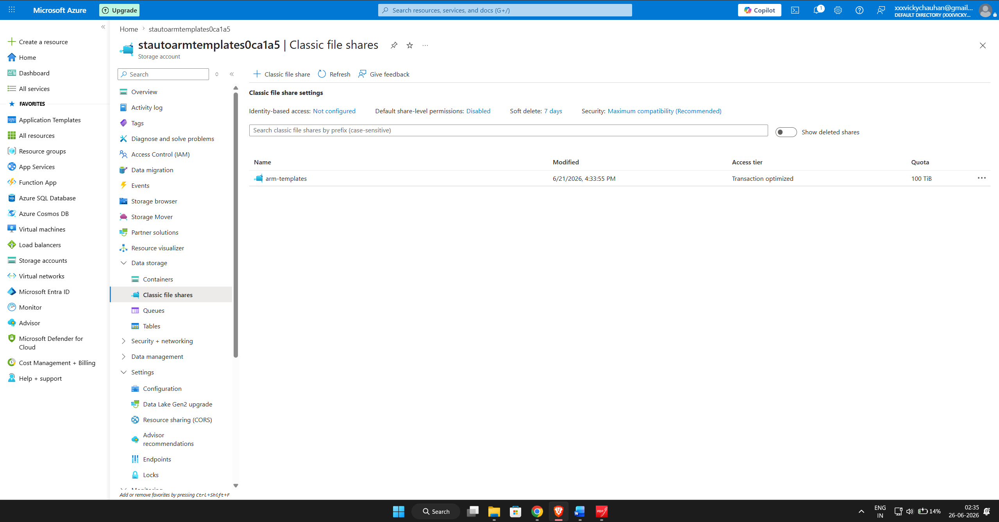 Microsoft Azure
Upgrade
Search resources, services, and docs (G+/)
Copilot
1
xxxvickychauhan@gmail...
DEFAULT DIRECTORY (XXXVICKY...
Create a resource
Home
Dashboard
All services
FAVORITES
Application Templates
All resources
Resource groups
App Services
Function App
Azure SQL Database
Azure Cosmos DB
Virtual machines
Load balancers
Storage accounts
Virtual networks
Microsoft Entra ID
Monitor
Advisor
Microsoft Defender for
Cloud
Cost Management + Billing
Help + support
Home > stautoarmtemplates0ca1a5
stautoarmtemplates0ca1a5 | Classic file shares
Storage account
Search
Overview
Activity log
Tags
Diagnose and solve problems
Access Control (IAM)
Data migration
Events
Storage browser
Storage Mover
Partner solutions
Resource visualizer
Data storage
Containers
Classic file shares
Queues
Tables
Security + networking
Data management
Settings
Configuration
Data Lake Gen2 upgrade
Resource sharing (CORS)
Advisor
recommendations
Endpoints
Locks
Monitoring
Add or remove favorites by pressing Ctrl+Shift+F
Classic file share
Refresh
Give feedback
Classic file share settings
Identity-based access: Not configured
Default share-level permissions: Disabled
Soft delete: 7 days
Security: Maximum compatibility (Recommended)
Search classic file shares by prefix (case-sensitive)
Show deleted shares
Name Modified Access tier Quota
arm-templates 6/21/2026, 4:33:55 PM Transaction optimized 100 TiB
Search
PDF
ENG
IN
14%
02:35
26-06-2026